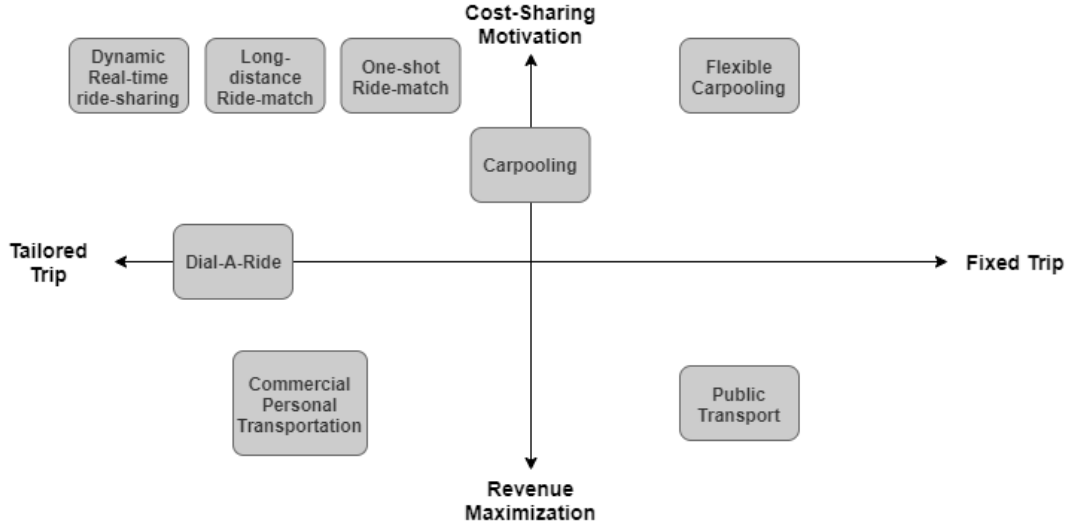 Cost-Sharing
Motivation
Dynamic
Real-time
ride-sharing
Long-
distance
Ride-match
One-shot
Ride-match
Flexible
Carpooling
Carpooling
Tailored
Trip
Dial-A-Ride
Fixed Trip
Commercial
Personal
Transportation
Public
Transport
Revenue
Maximization